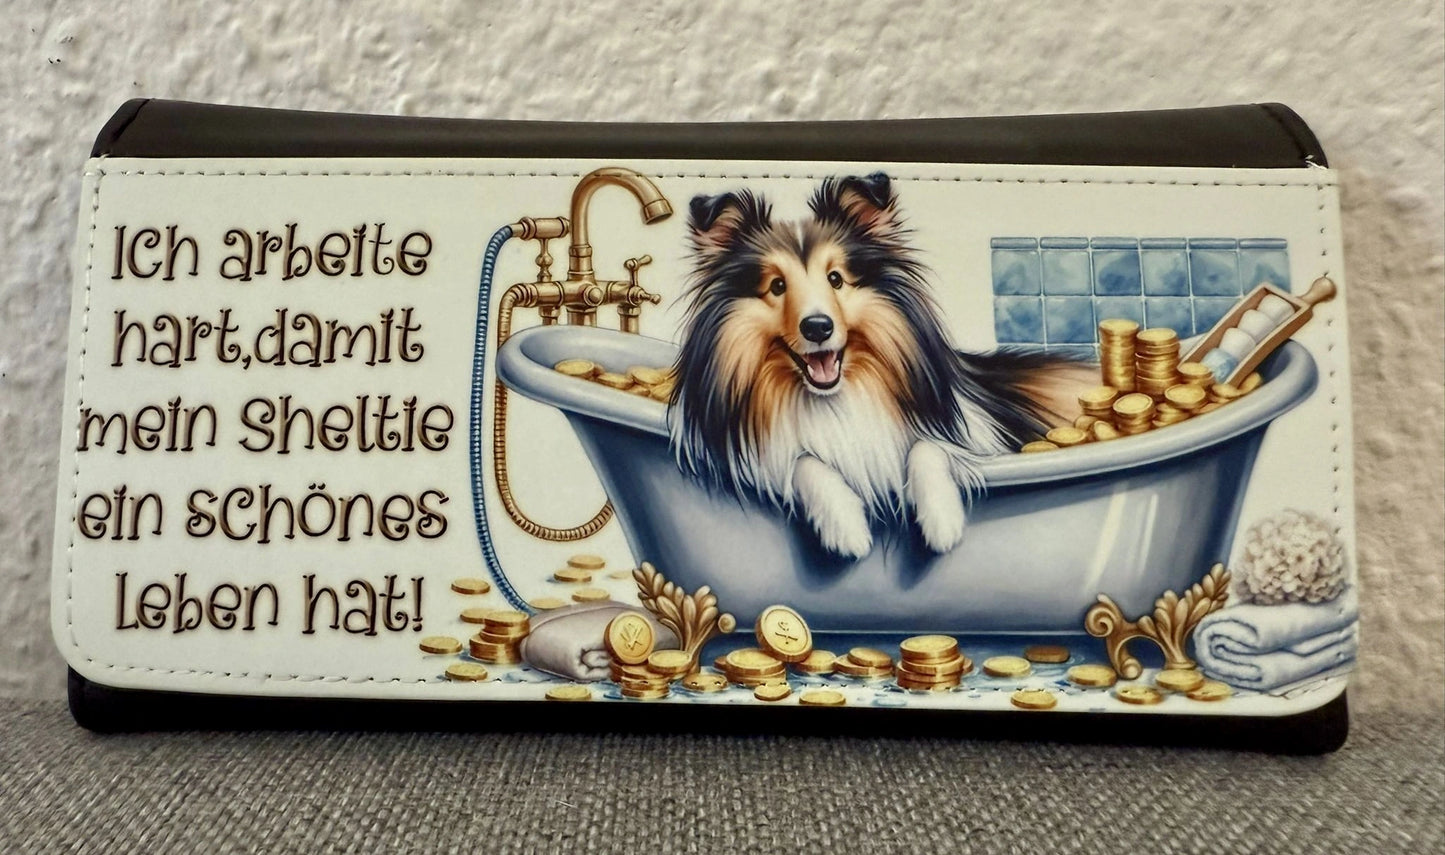 Ich arbeite
hart,damit
mein Sheltie
ein schönes
Leben hat!